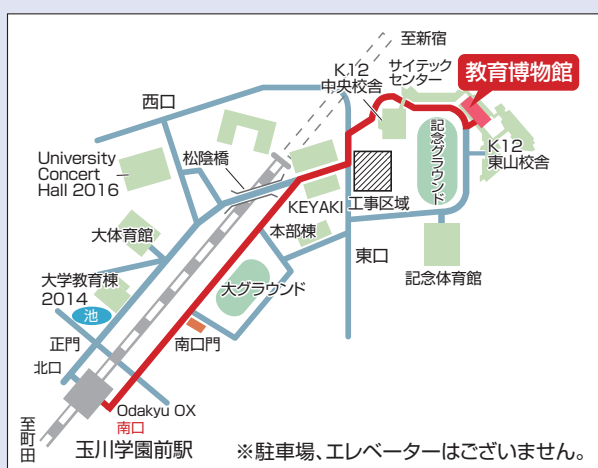 至新宿
サイテック
センター
教育博物館
K12
中央校舎
西口
記念グラウンド
K12
東山校舎
松陰橋
University
Concert
Hall 2016
KEYAKI
工事区域
大体育館
本部棟
東口
記念体育館
大学教育棟
2014
大グラウンド
池
正門
南口門
北口
Odakyu OX
南口
至町田
玉川学園前駅
※駐車場、エレベーターはございません。